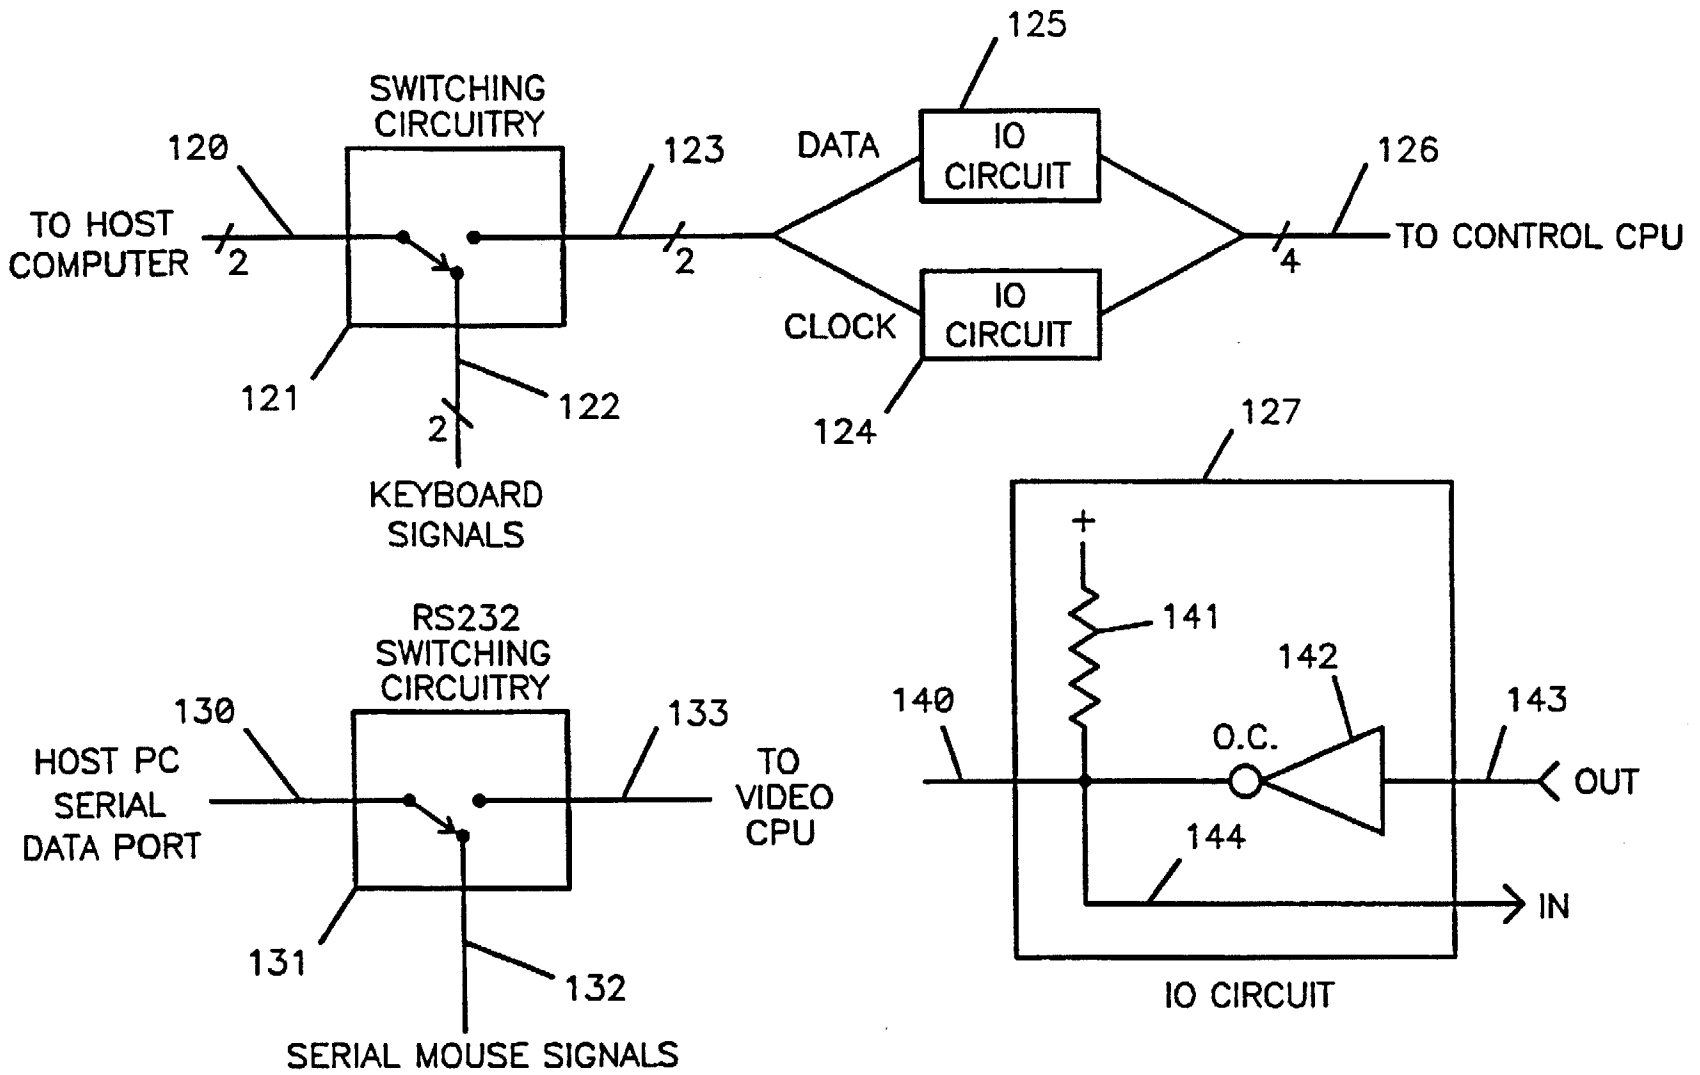 125
SWITCHING
CIRCUITRY
120
123
DATA
IO
CIRCUIT
126
TO HOST
COMPUTER
2
2
4
TO CONTROL CPU
CLOCK
IO
CIRCUIT
121
122
2
124
KEYBOARD
SIGNALS
127
+
141
142
140
O.C.
143
OUT
144
IN
IO CIRCUIT
RS232
SWITCHING
CIRCUITRY
130
133
HOST PC
SERIAL
DATA PORT
TO
VIDEO
CPU
131
132
SERIAL MOUSE SIGNALS